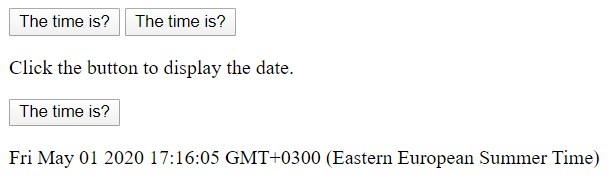 The time is? The time is?
Click the button to display the date.
The time is?
Fri May 01 2020 17:16:05 GMT+0300 (Eastern European Summer Time)